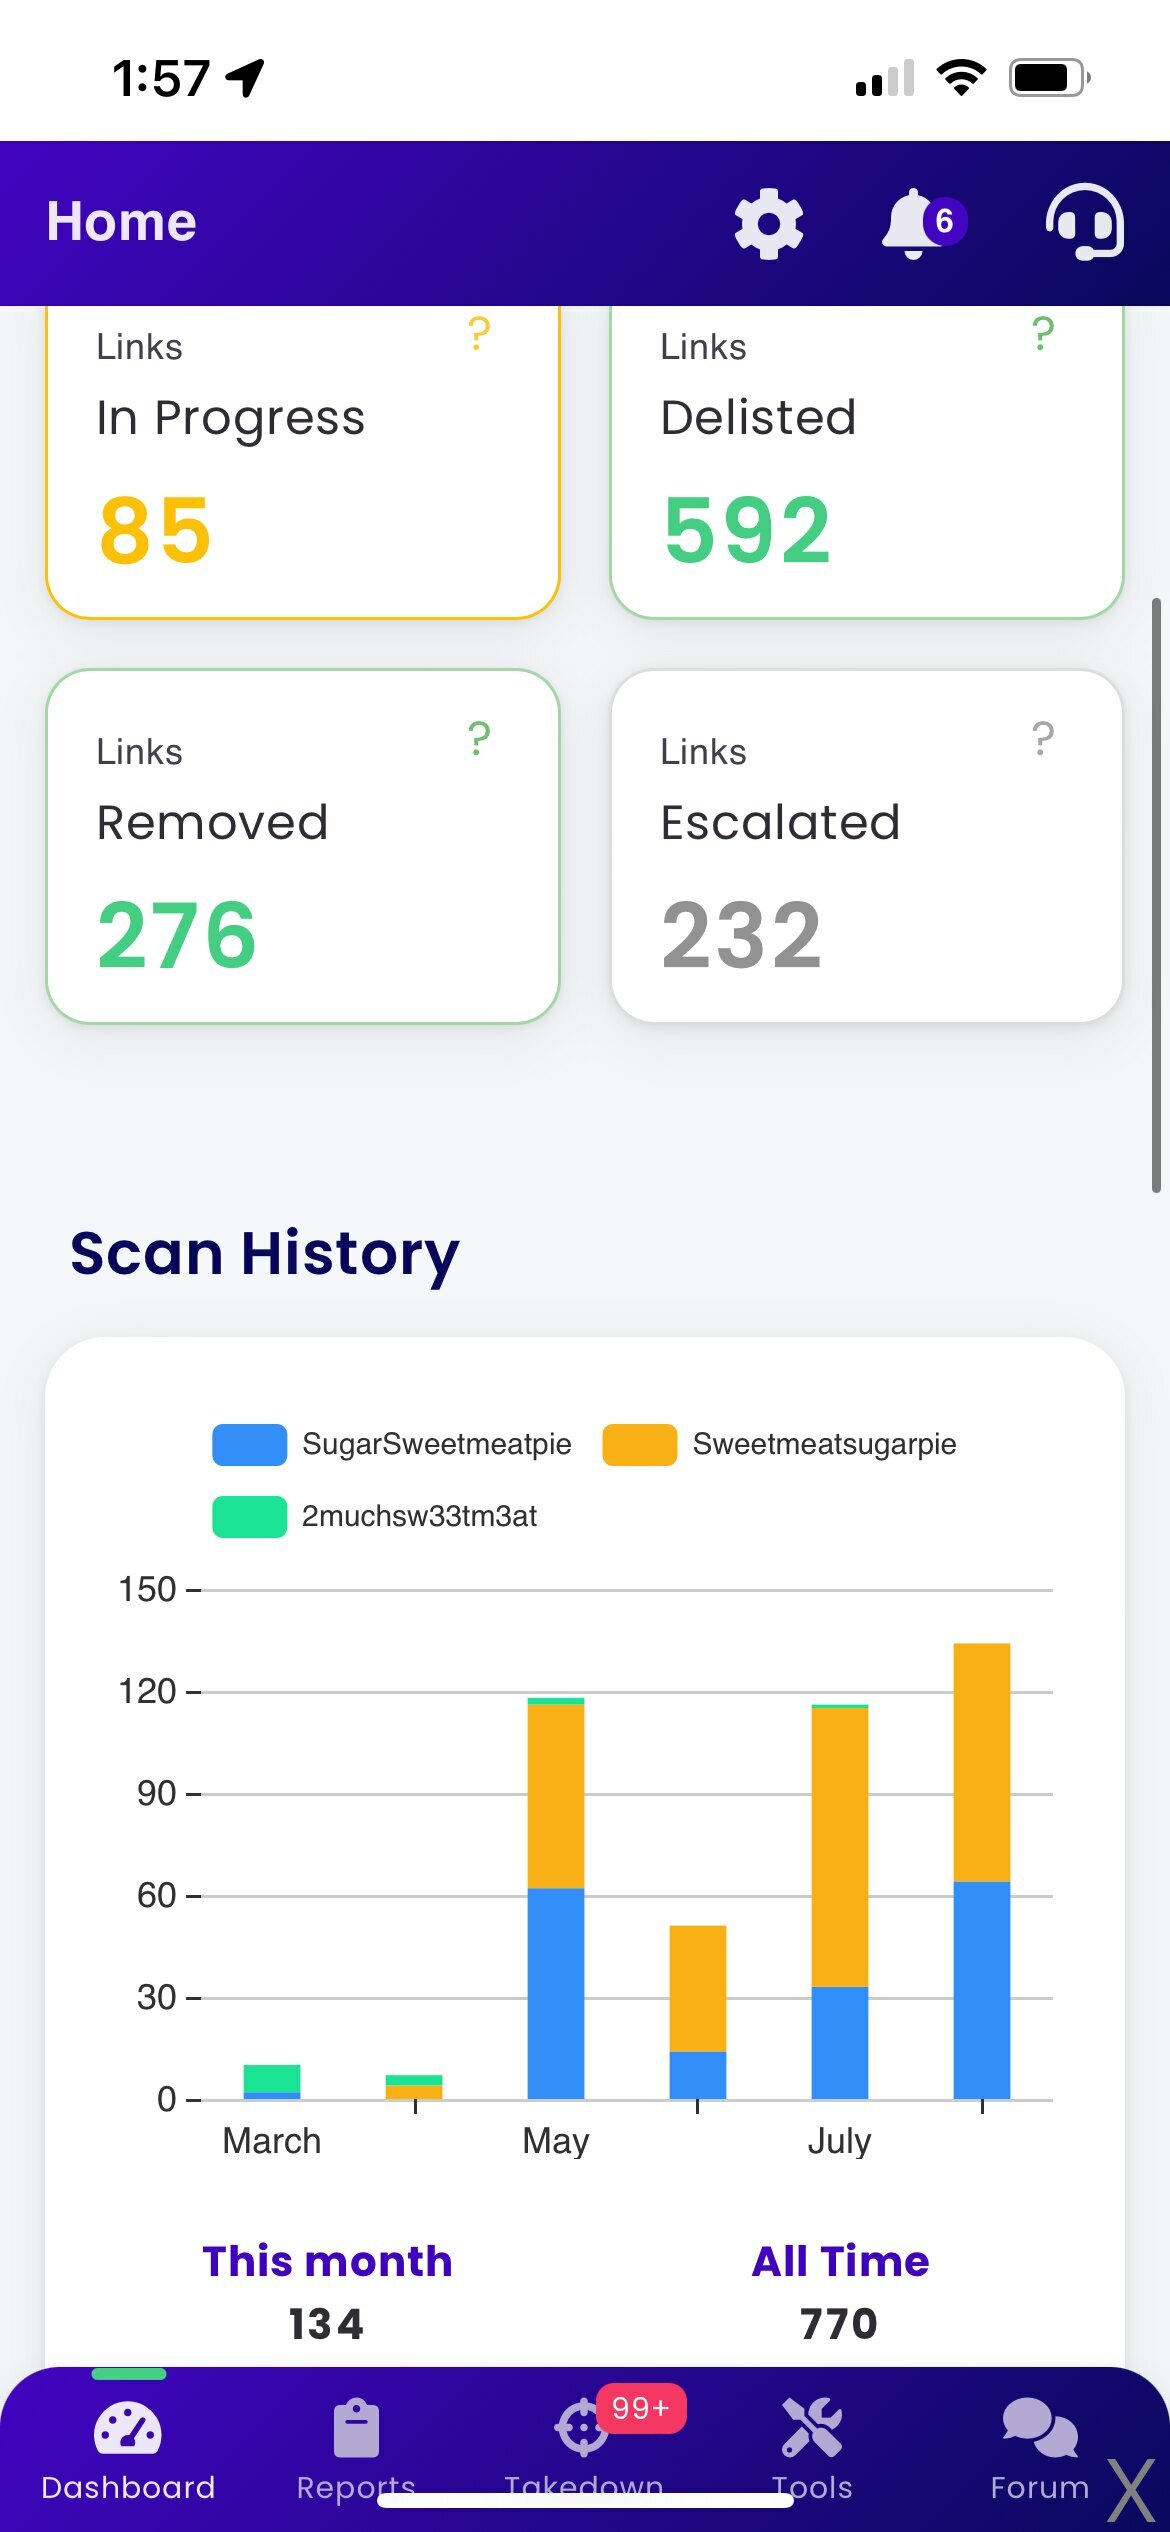 1:57
Home
6
Links ?
In Progress
85
Links ?
Delisted
592
Links ?
Removed
276
Links ?
Escalated
232
Scan History
SugarSweetmeatpie
Sweetmeatsugarpie
2muchsw33tm3at
150
120
90
60
30
0
March May July
This month
134
All Time
770
99+
Dashboard Reports Takedown Tools Forum
X